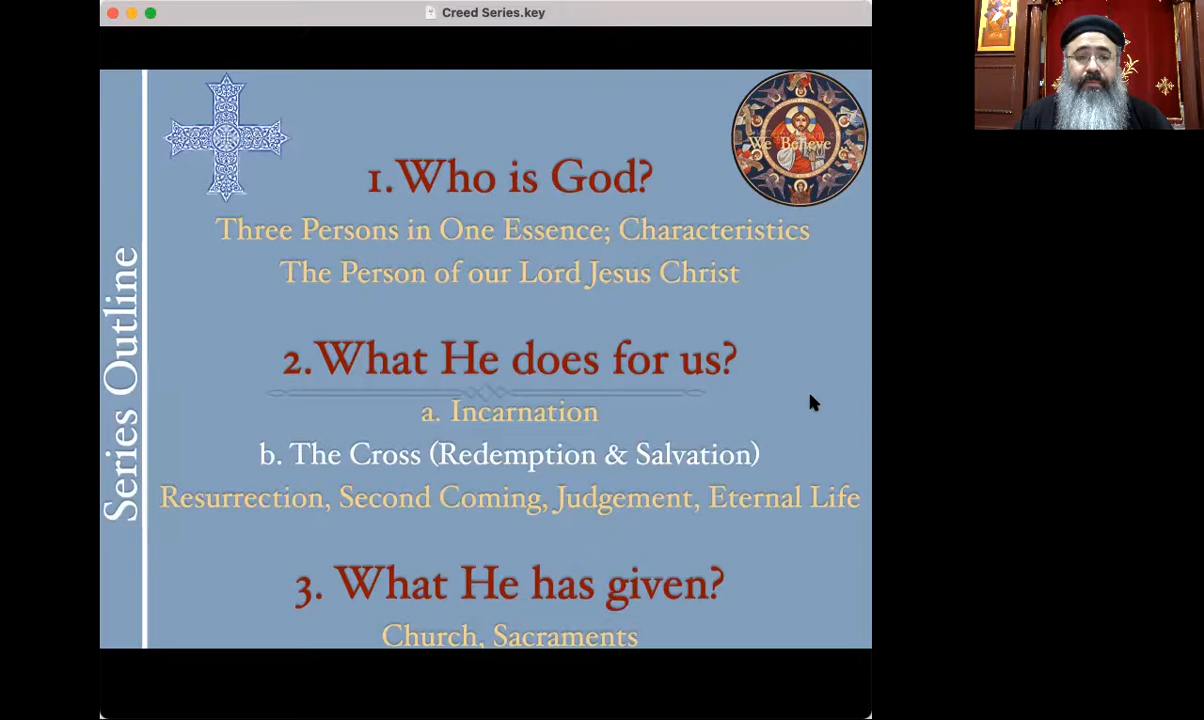 Creed Series.key
We Believe
1.Who is God?
Three Persons in One Essence; Characteristics
The Person of our Lord Jesus Christ
Series Outline
2.What He does for us?
a. Incarnation
b. The Cross (Redemption & Salvation)
Resurrection, Second Coming, Judgement, Eternal Life
3. What He has given?
Church, Sacraments